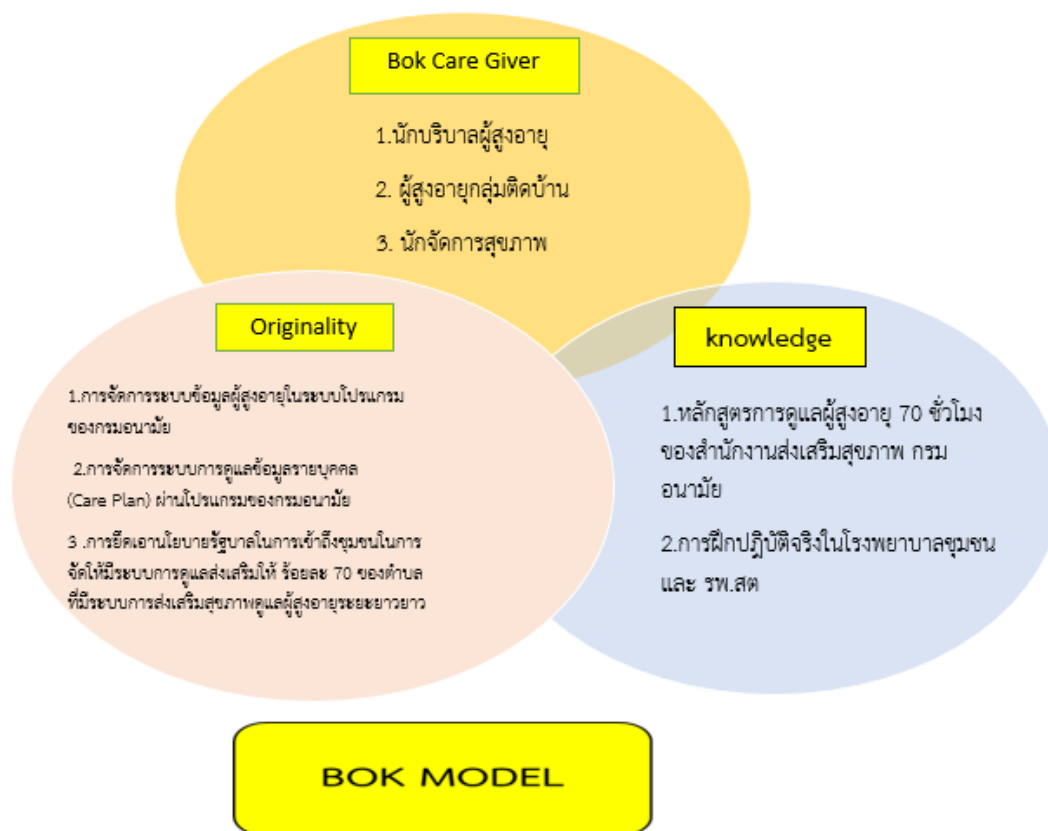 Bok Care Giver
1.นักบริบาลผู้สูงอายุ
2. ผู้สูงอายุกลุ่มติดบ้าน
3. นักจัดการสุขภาพ
Originality
1.การจัดการระบบข้อมูลผู้สูงอายุในระบบโปรแกรม
ของกรมอนามัย
2.การจัดการระบบการดูแลข้อมูลรายบุคคล
(Care Plan) ผ่านโปรแกรมของกรมอนามัย
3 .การยึดเอานโยบายรัฐบาลในการเข้าถึงชุมชนในการ
จัดให้มีระบบการดูแลส่งเสริมให้ ร้อยละ 70 ของตำบล
ที่มีระบบการส่งเสริมสุขภาพดูแลผู้สูงอายุระยะยาวยาว
knowledge
1.หลักสูตรการดูแลผู้สูงอายุ 70 ชั่วโมง
ของสำนักงานส่งเสริมสุขภาพ กรม
อนามัย
2.การฝึกปฏิบัติจริงในโรงพยาบาลชุมชน
และ รพ.สต
BOK MODEL